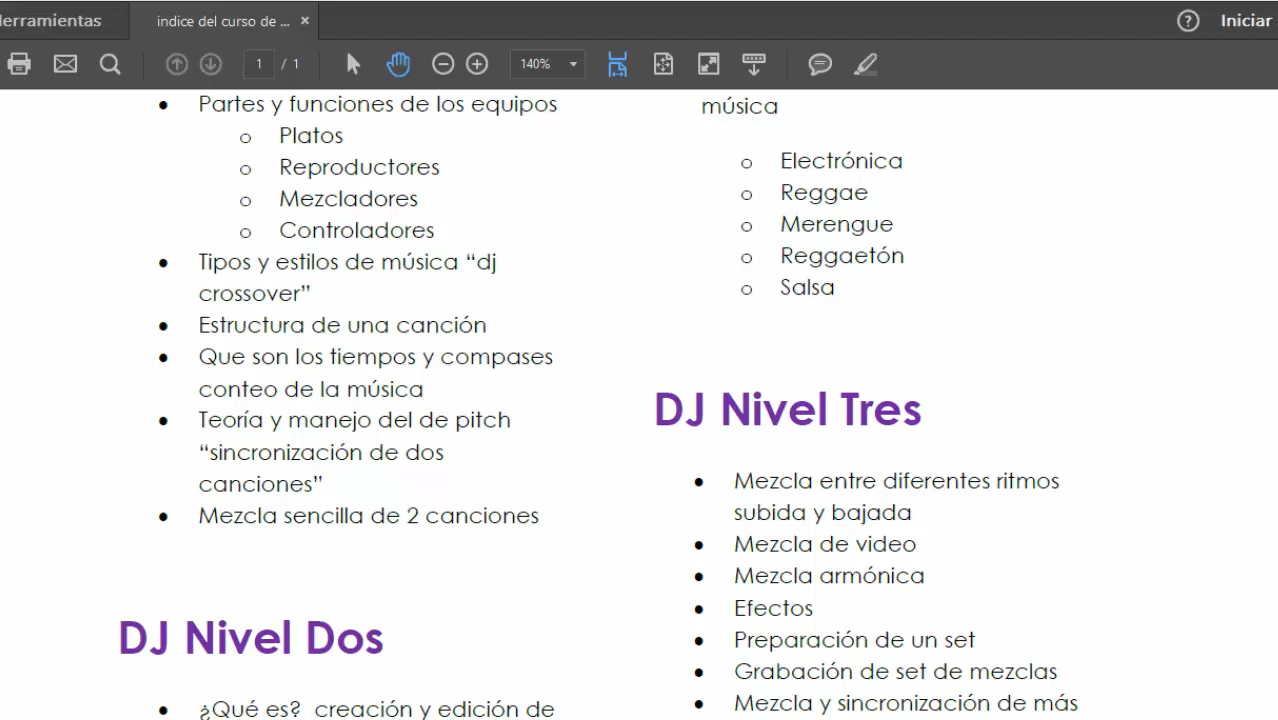 erramientas
indice del curso de ...
×
?
Iniciar
1 / 1
140%
• Partes y funciones de los equipos
o Platos
o Reproductores
o Mezcladores
o Controladores
• Tipos y estilos de música “dj
crossover”
• Estructura de una canción
• Que son los tiempos y compases
conteo de la música
• Teoría y manejo del de pitch
“sincronización de dos
canciones”
• Mezcla sencilla de 2 canciones
DJ Nivel Dos
• ¿Qué es? creación y edición de
música
o Electrónica
o Reggae
o Merengue
o Reggaetón
o Salsa
DJ Nivel Tres
• Mezcla entre diferentes ritmos
subida y bajada
• Mezcla de video
• Mezcla armónica
• Efectos
• Preparación de un set
• Grabación de set de mezclas
• Mezcla y sincronización de más